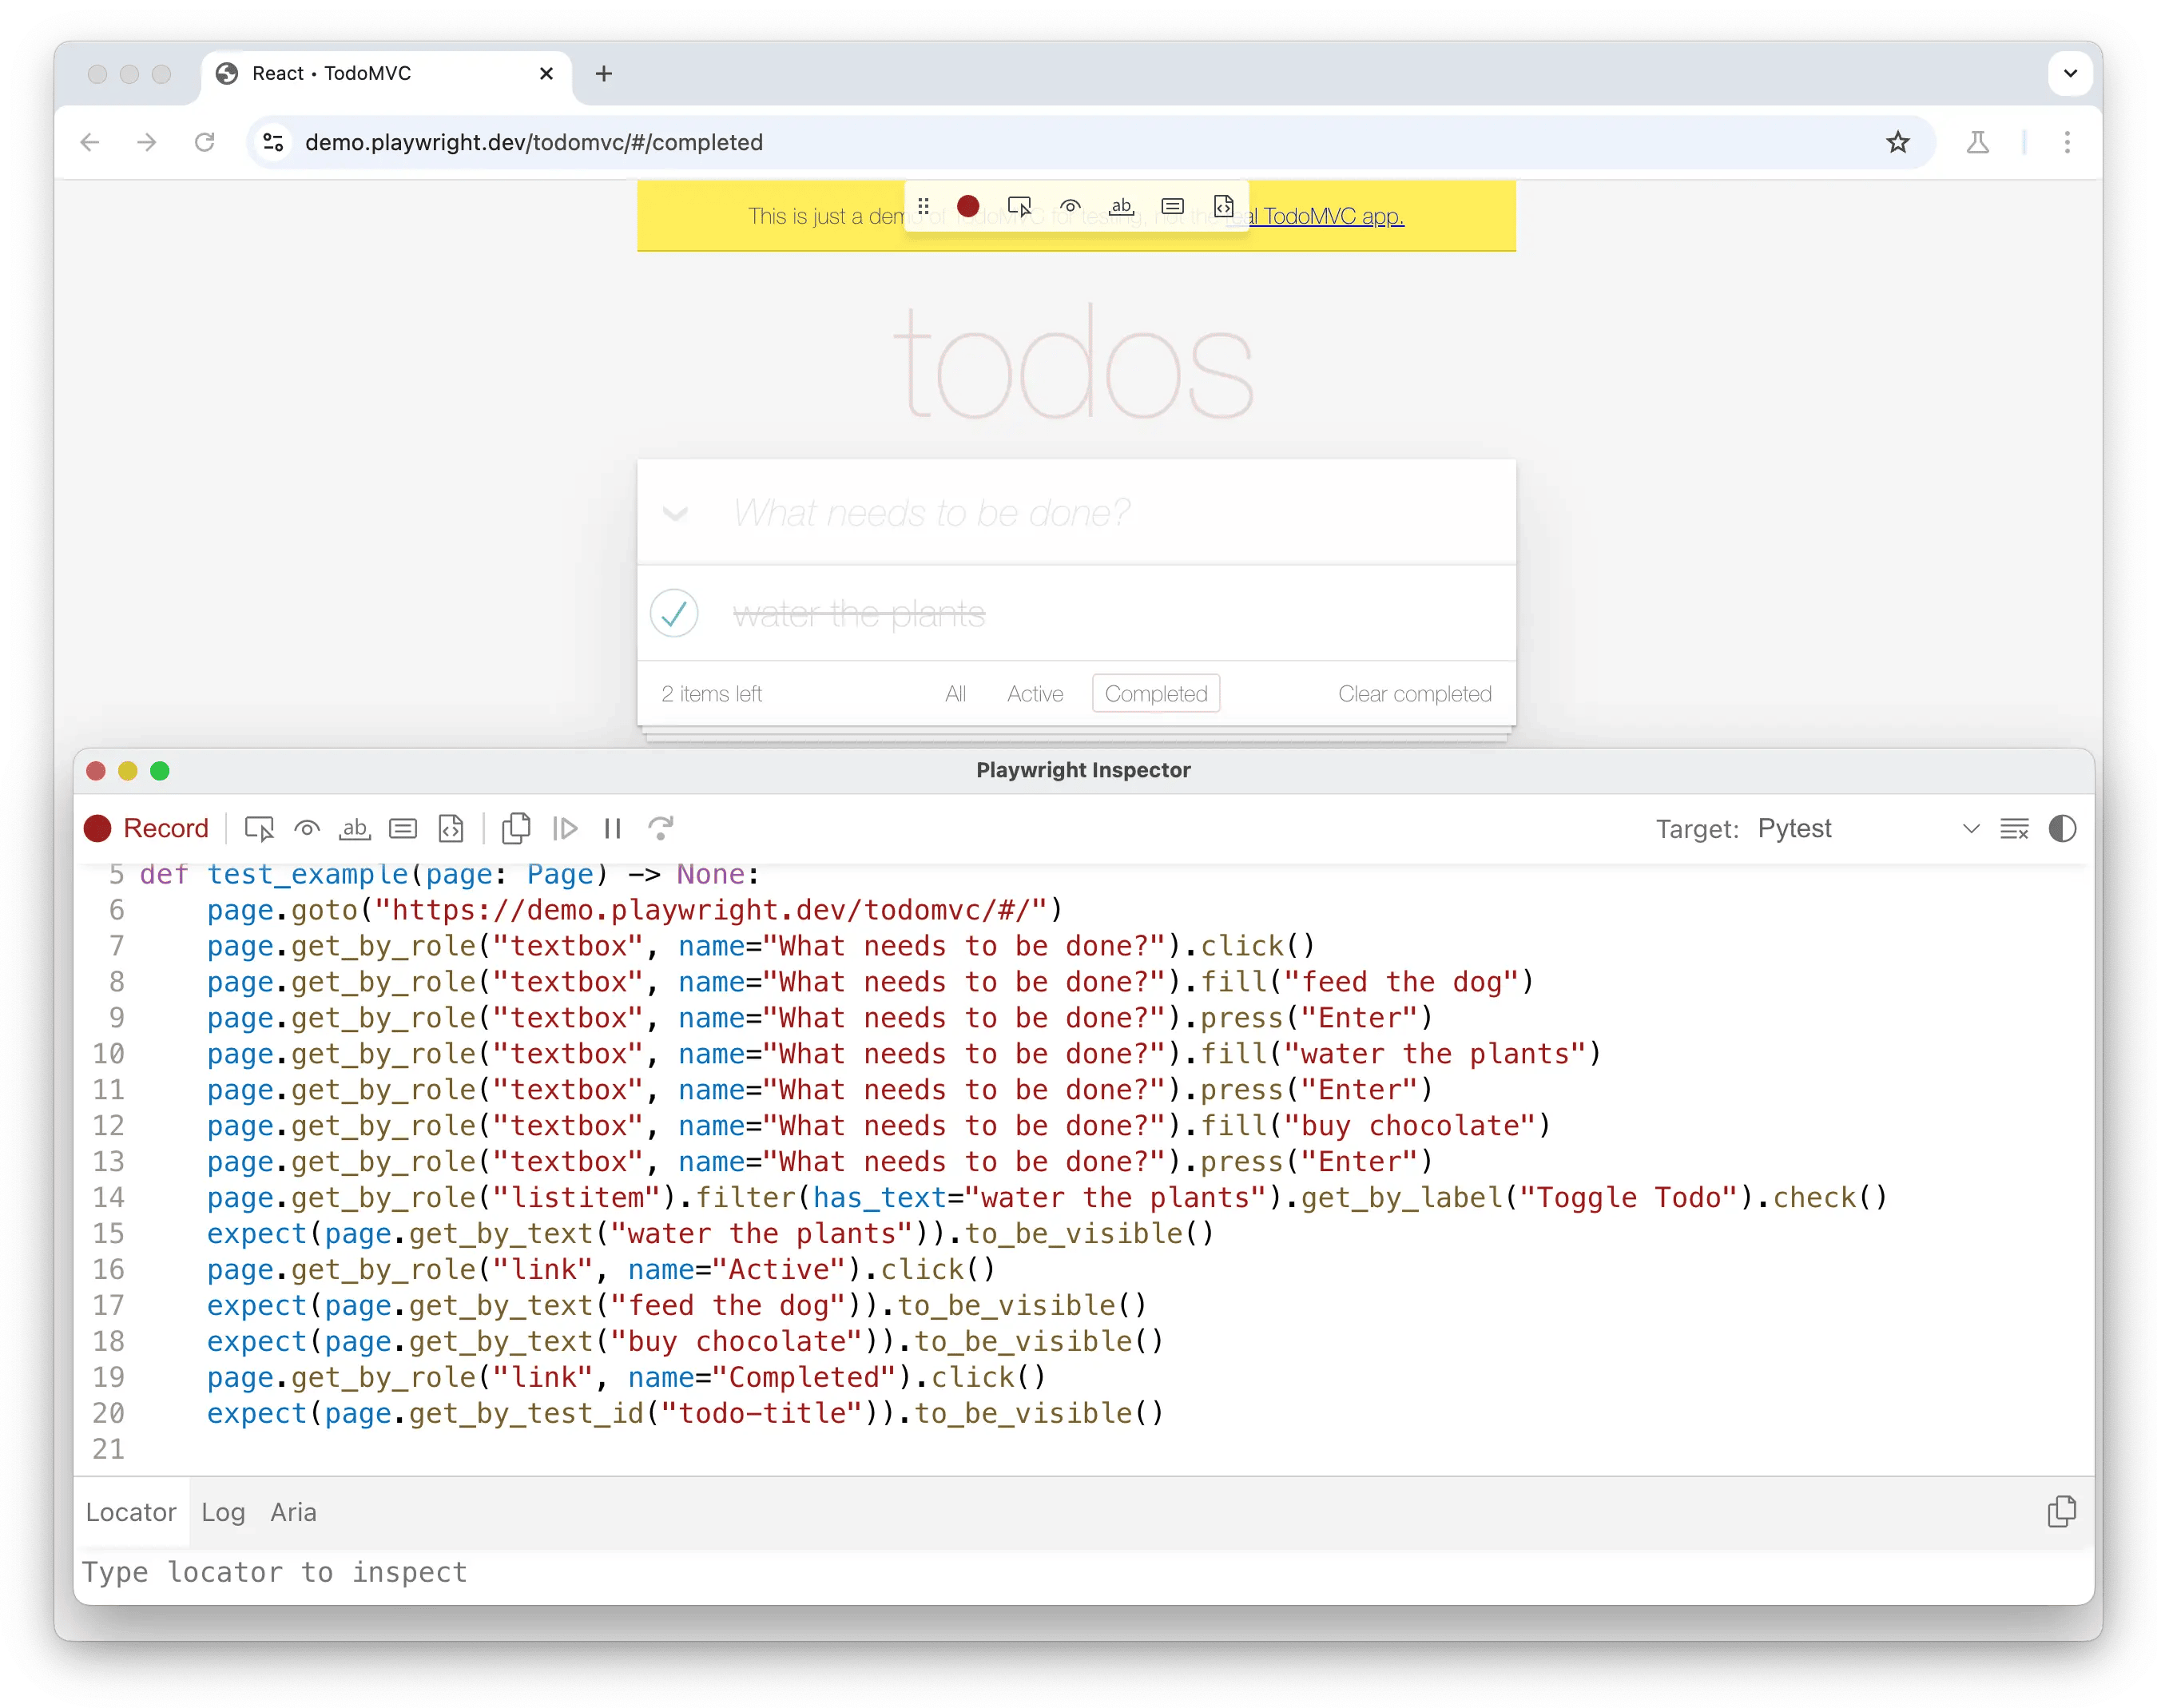 React • TodoMVC
demo.playwright.dev/todomvc/#/completed
This is just a demo of TodoMVC for testing, not the real TodoMVC app.
todos
What needs to be done?
water the plants
2 items left All Active Completed Clear completed
Playwright Inspector
Record Target: Pytest
5 def test_example(page: Page) -> None:
6 page.goto("https://demo.playwright.dev/todomvc/#/")
7 page.get_by_role("textbox", name="What needs to be done?").click()
8 page.get_by_role("textbox", name="What needs to be done?").fill("feed the dog")
9 page.get_by_role("textbox", name="What needs to be done?").press("Enter")
10 page.get_by_role("textbox", name="What needs to be done?").fill("water the plants")
11 page.get_by_role("textbox", name="What needs to be done?").press("Enter")
12 page.get_by_role("textbox", name="What needs to be done?").fill("buy chocolate")
13 page.get_by_role("textbox", name="What needs to be done?").press("Enter")
14 page.get_by_role("listitem").filter(has_text="water the plants").get_by_label("Toggle Todo").check()
15 expect(page.get_by_text("water the plants")).to_be_visible()
16 page.get_by_role("link", name="Active").click()
17 expect(page.get_by_text("feed the dog")).to_be_visible()
18 expect(page.get_by_text("buy chocolate")).to_be_visible()
19 page.get_by_role("link", name="Completed").click()
20 expect(page.get_by_test_id("todo-title")).to_be_visible()
21
Locator Log Aria
Type locator to inspect